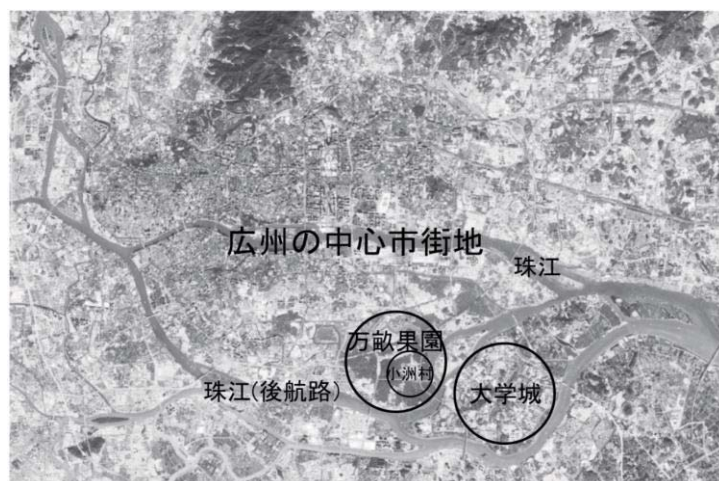 広州の中心市街地
珠江
万畝果園
小洲村
珠江(後航路)
大学城